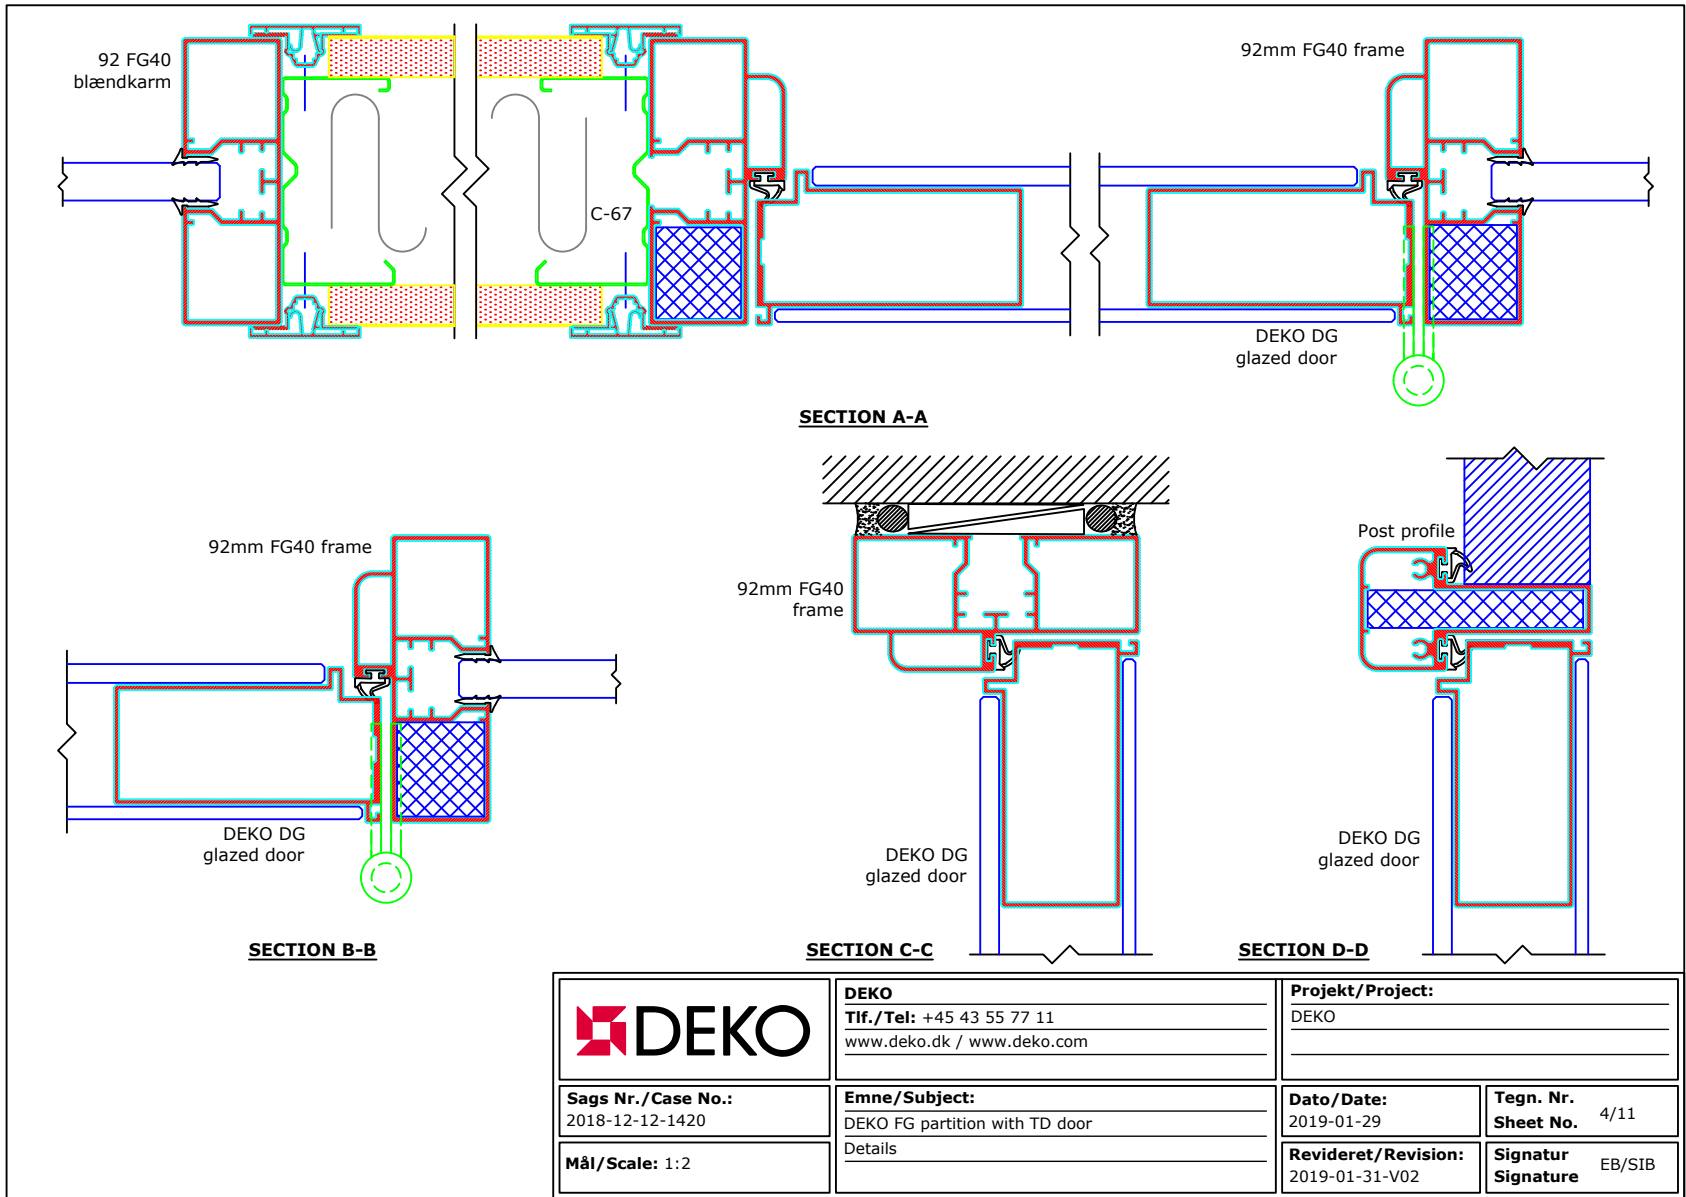 92 FG40
blændkarm
C-67
92mm FG40 frame
DEKO DG
glazed door
SECTION A-A
92mm FG40 frame
DEKO DG
glazed door
SECTION B-B
92mm FG40
frame
DEKO DG
glazed door
SECTION C-C
Post profile
DEKO DG
glazed door
SECTION D-D
DEKO
DEKO
Tlf./Tel: +45 43 55 77 11
www.deko.dk / www.deko.com
Projekt/Project:
DEKO
Sags Nr./Case No.:
2018-12-12-1420
Emne/Subject:
DEKO FG partition with TD door
Details
Dato/Date:
2019-01-29
Tegn. Nr.
Sheet No. 4/11
Mål/Scale: 1:2
Revideret/Revision:
2019-01-31-V02
Signatur
Signature EB/SIB